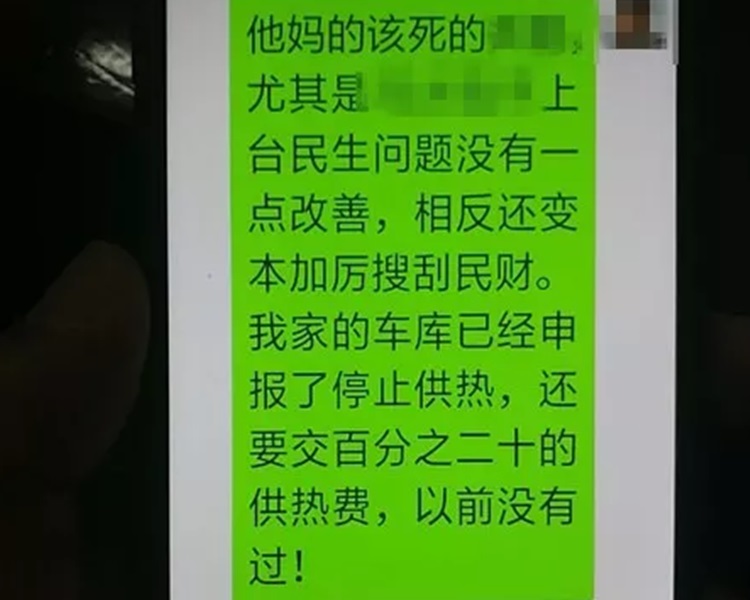 他妈的该死的
尤其是 上
台民生问题没有一
点改善，相反还变
本加厉搜刮民财。
我家的车库已经申
报了停止供热，还
要交百分之二十的
供热费，以前没有
过！